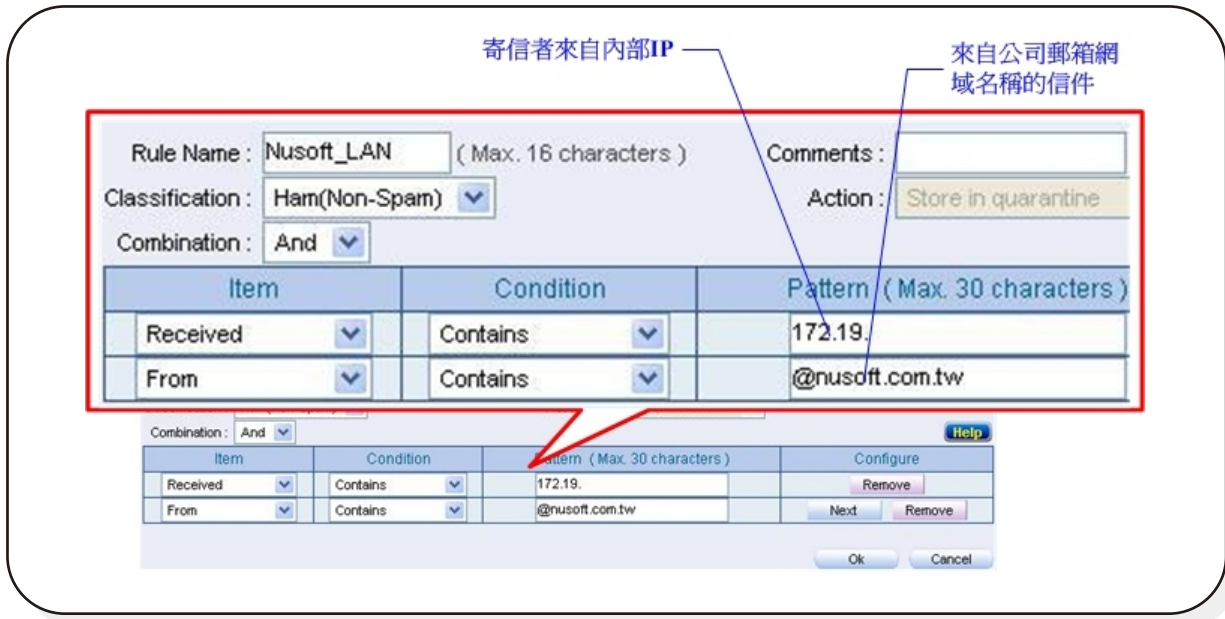 寄信者來自內部IP
來自公司郵箱網
域名稱的信件
Rule Name : Nusoft_LAN ( Max. 16 characters ) Comments :
Classification : Ham(Non-Spam) Action : Store in quarantine
Combination : And
Item Condition Pattern ( Max. 30 characters )
Received Contains 172.19.
From Contains @nusoft.com.tw
Combination : And Help
Item Condition Pattern ( Max. 30 characters ) Configure
Received Contains 172.19. Remove
From Contains @nusoft.com.tw Next Remove
Ok Cancel